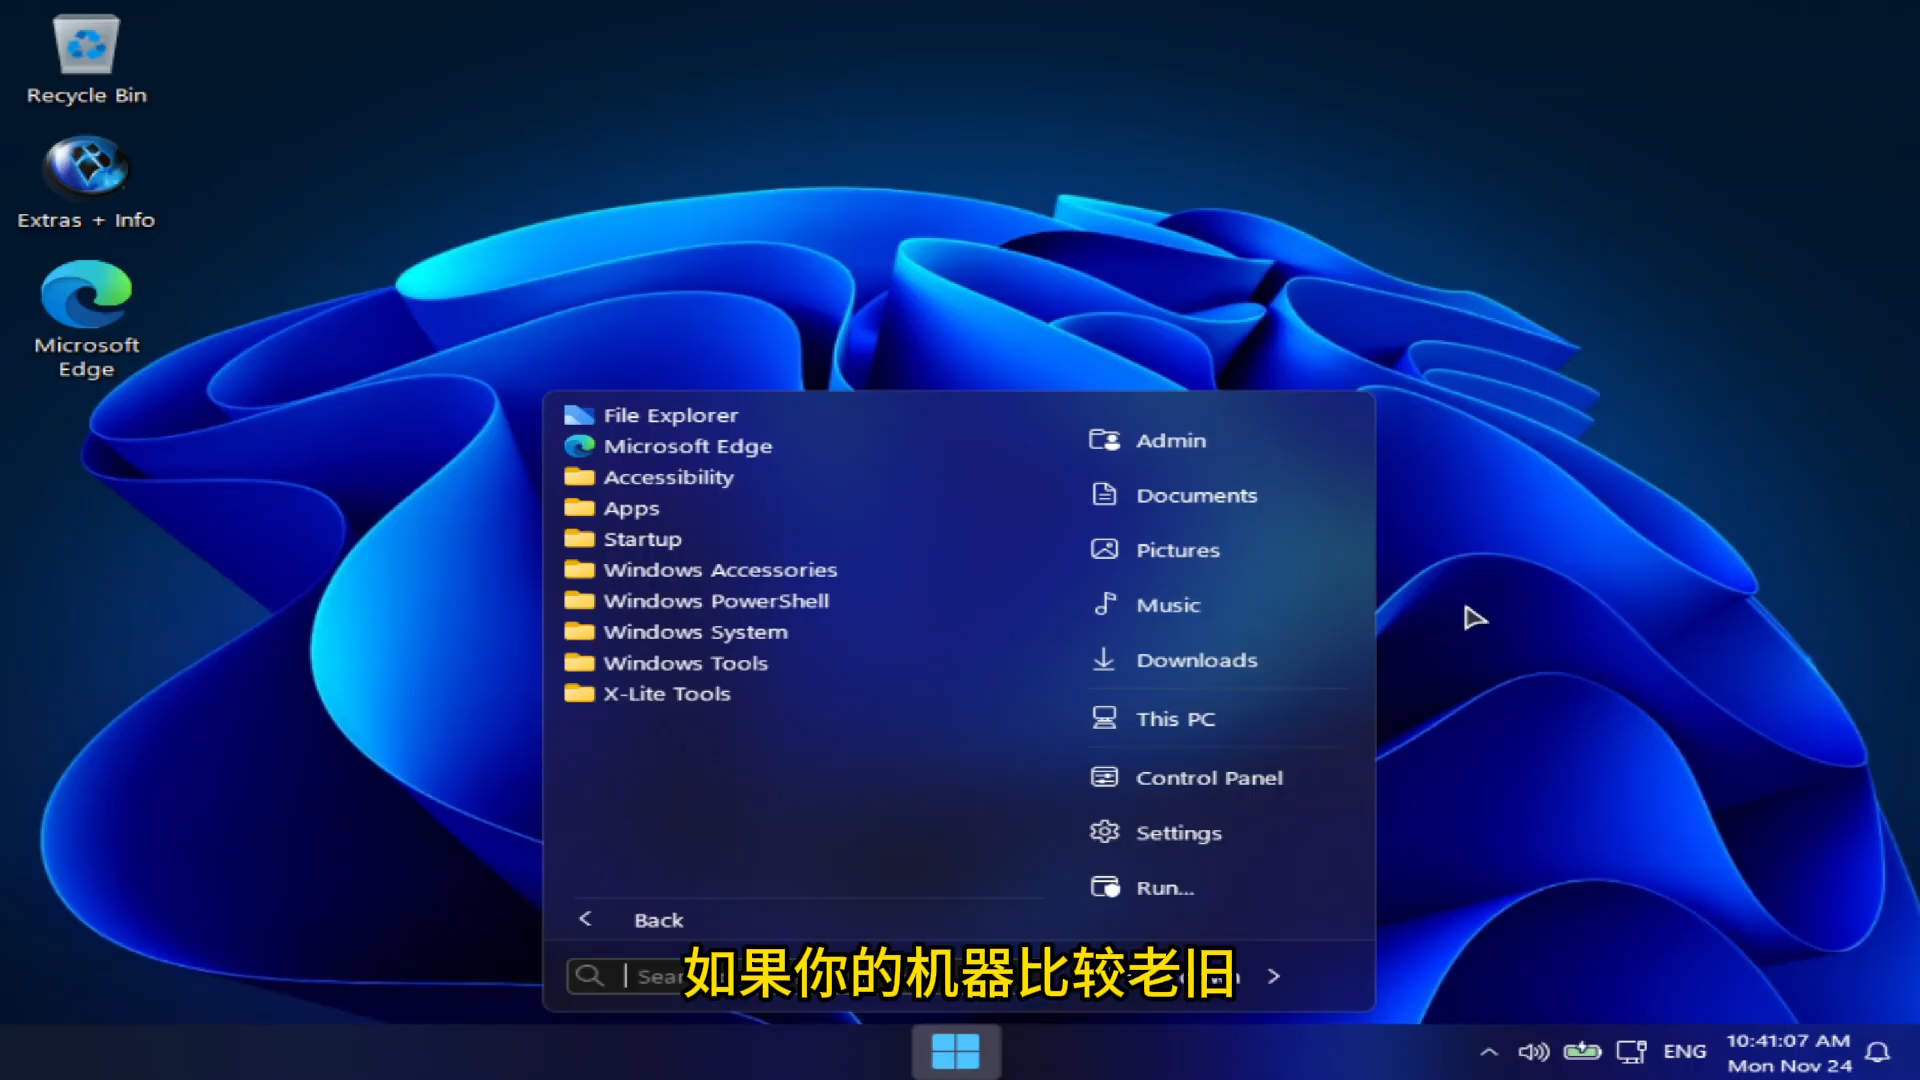 Recycle Bin
Extras + Info
Microsoft
Edge
File Explorer
Microsoft Edge
Accessibility
Apps
Startup
Windows Accessories
Windows PowerShell
Windows System
Windows Tools
X-Lite Tools
Back
Admin
Documents
Pictures
Music
Downloads
This PC
Control Panel
Settings
Run...
如果你的机器比较老旧
ENG
10:41:07 AM
Mon Nov 24